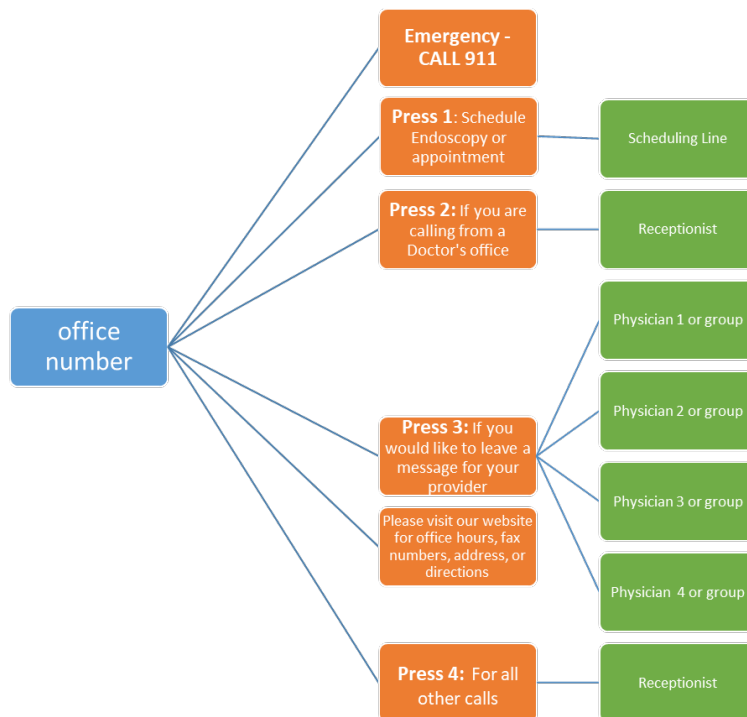 Emergency -
CALL 911
Press 1: Schedule
Endoscopy or
appointment
Scheduling Line
Press 2: If you are
calling from a
Doctor's office
Receptionist
office
number
Press 3: If you
would like to leave a
message for your
provider
Physician 1 or group
Physician 2 or group
Physician 3 or group
Physician 4 or group
Please visit our website
for office hours, fax
numbers, address, or
directions
Press 4: For all
other calls
Receptionist